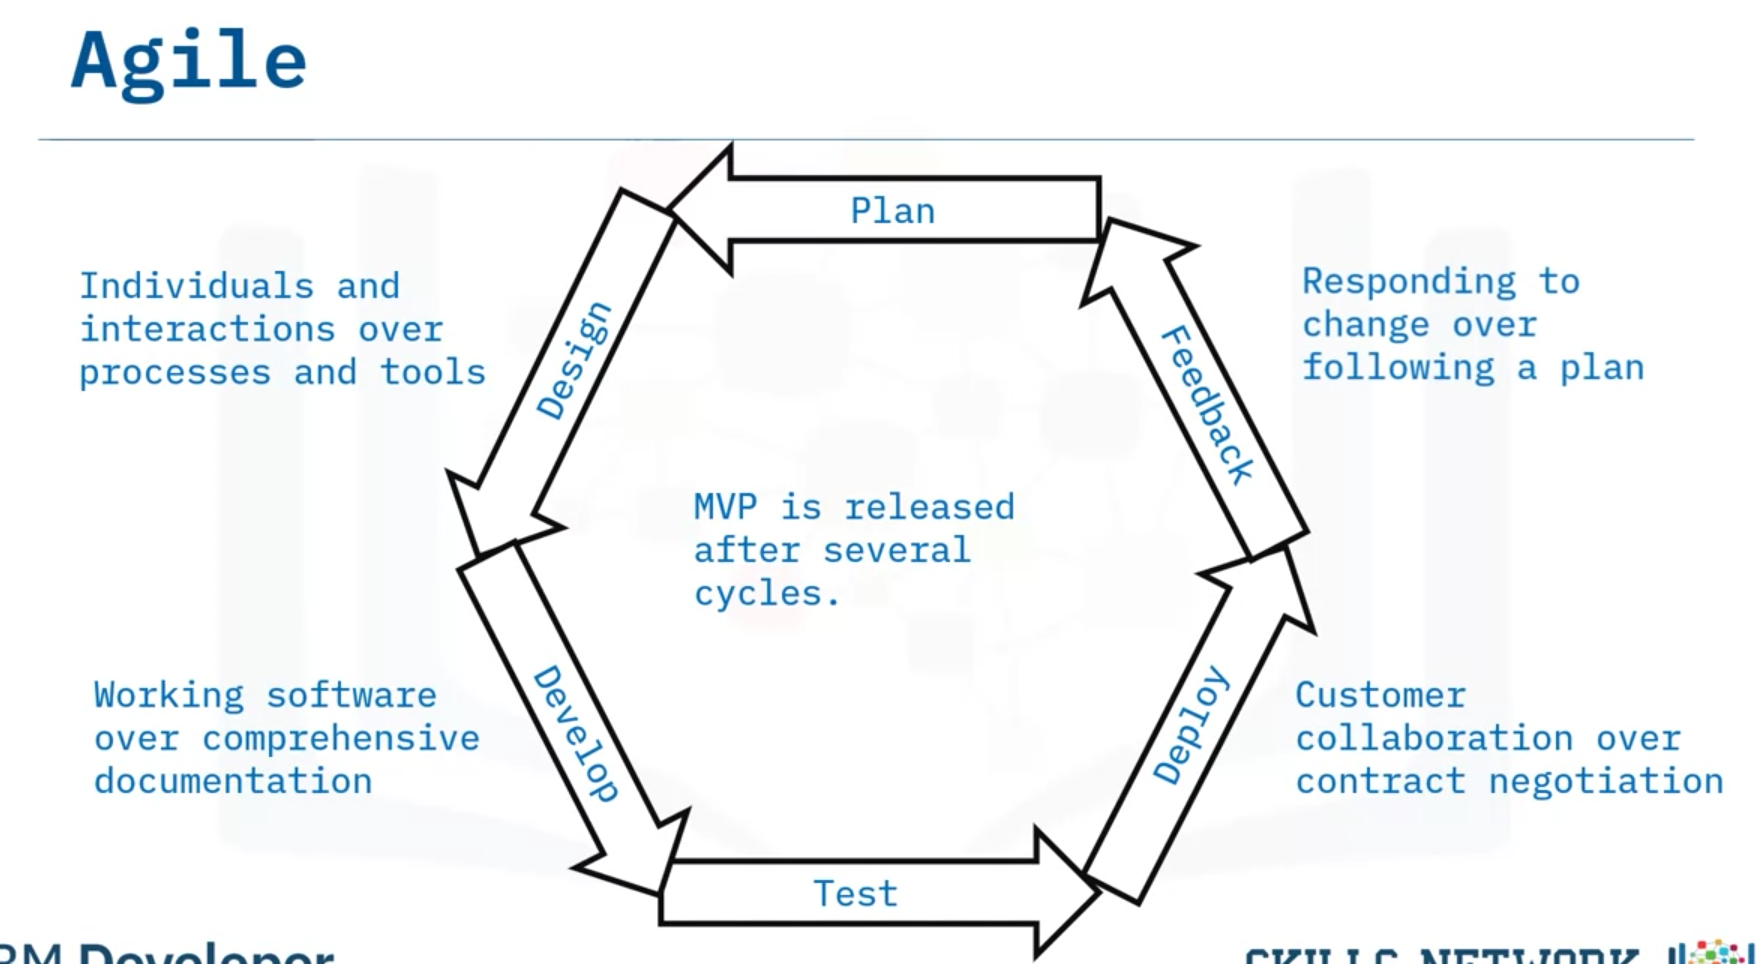 Agile
Plan
Individuals and
interactions over
processes and tools
Design
Feedback
Responding to
change over
following a plan
MVP is released
after several
cycles.
Working software
over comprehensive
documentation
Develop
Deploy
Customer
collaboration over
contract negotiation
Test
BM Developer
SKILLS NETWORK